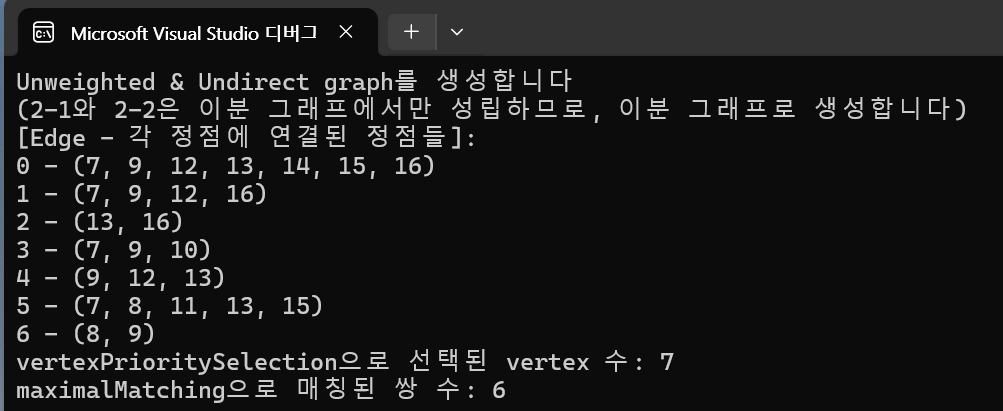 Microsoft Visual Studio 디버그
Unweighted & Undirect graph를 생성합니다
(2-1와 2-2은 이분 그래프에서만 성립하므로, 이분 그래프로 생성합니다)
[Edge - 각 정점에 연결된 정점들]:
0 - (7, 9, 12, 13, 14, 15, 16)
1 - (7, 9, 12, 16)
2 - (13, 16)
3 - (7, 9, 10)
4 - (9, 12, 13)
5 - (7, 8, 11, 13, 15)
6 - (8, 9)
vertexPrioritySelection으로 선택된 vertex 수: 7
maximalMatching으로 매칭된 쌍 수: 6